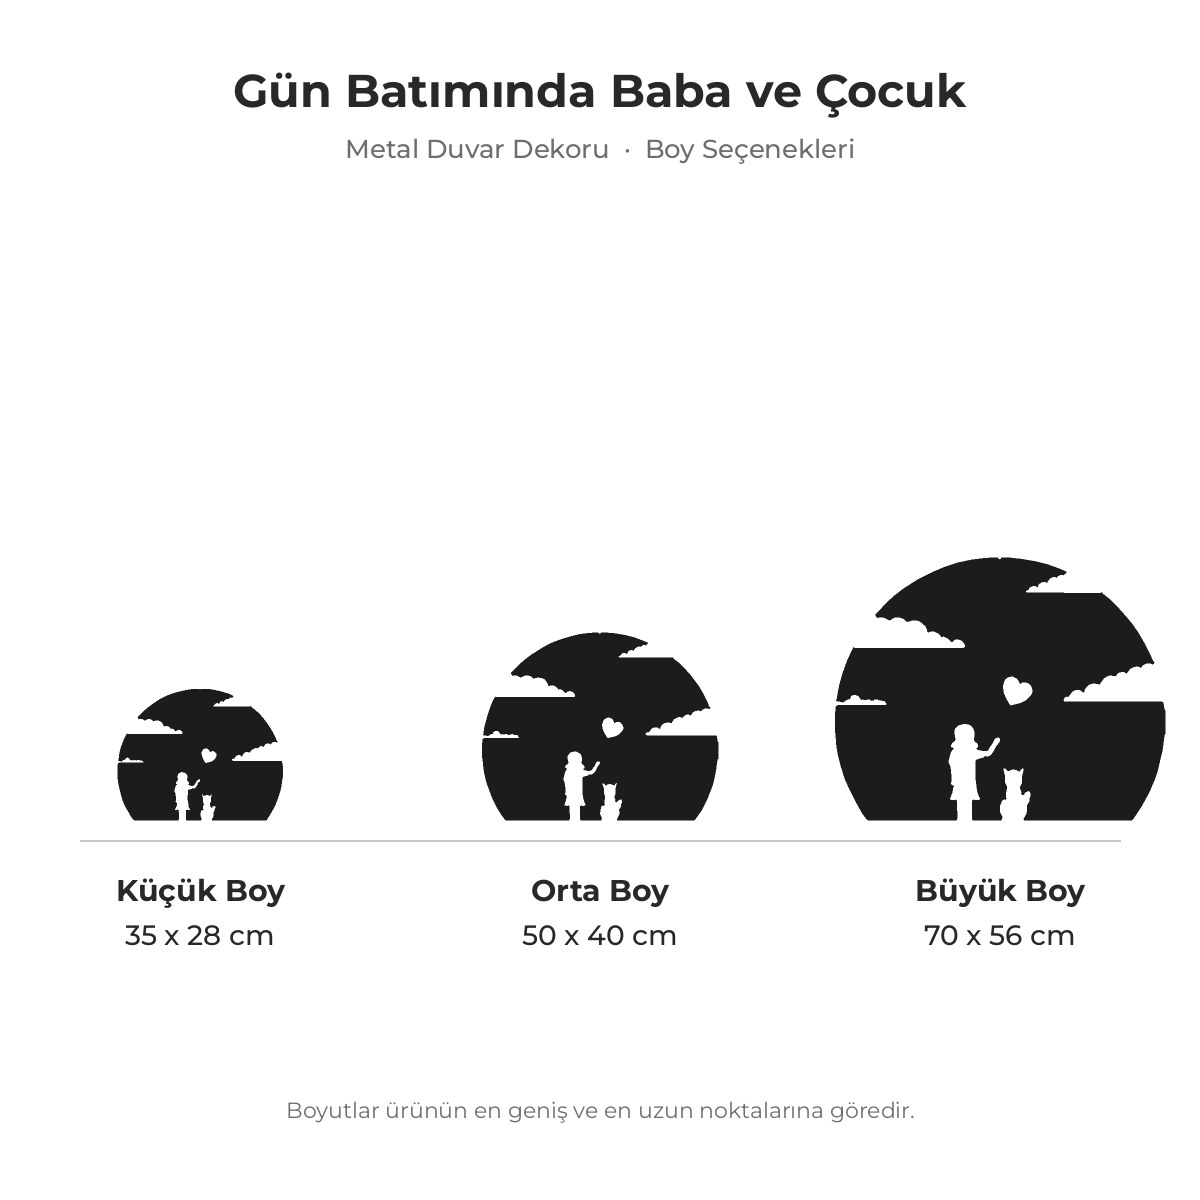 Gün Batımında Baba ve Çocuk
Metal Duvar Dekoru · Boy Seçenekleri
Küçük Boy
35 x 28 cm
Orta Boy
50 x 40 cm
Büyük Boy
70 x 56 cm
Boyutlar ürünün en geniş ve en uzun noktalarına göredir.